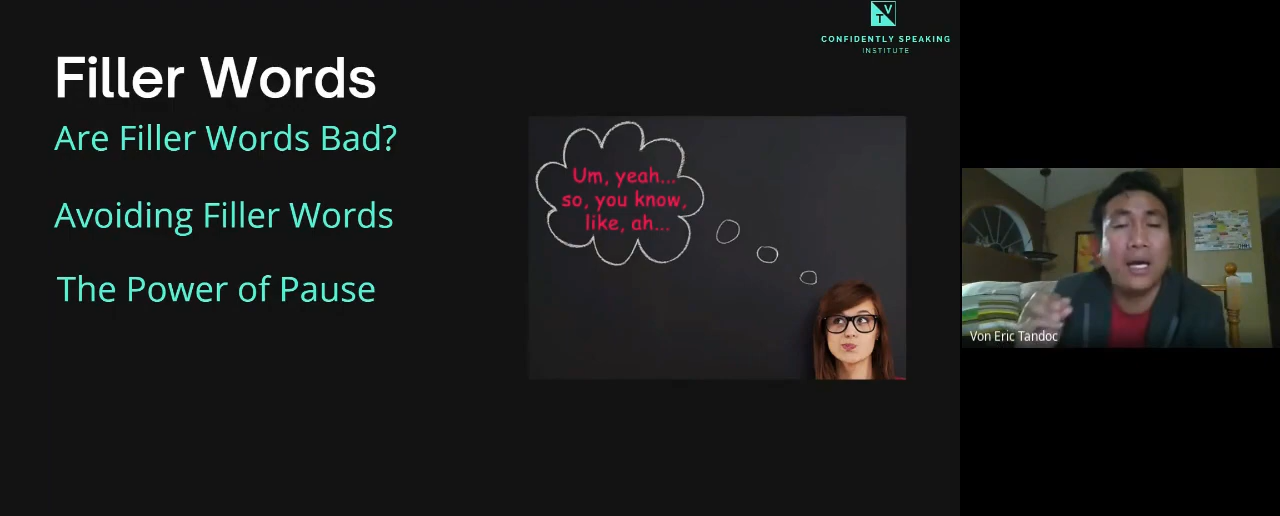 VT
CONFIDENTLY SPEAKING
INSTITUTE
Filler Words
Are Filler Words Bad?
Avoiding Filler Words
The Power of Pause
Um, yeah...
so, you know,
like, ah...
Von Eric Tandoc